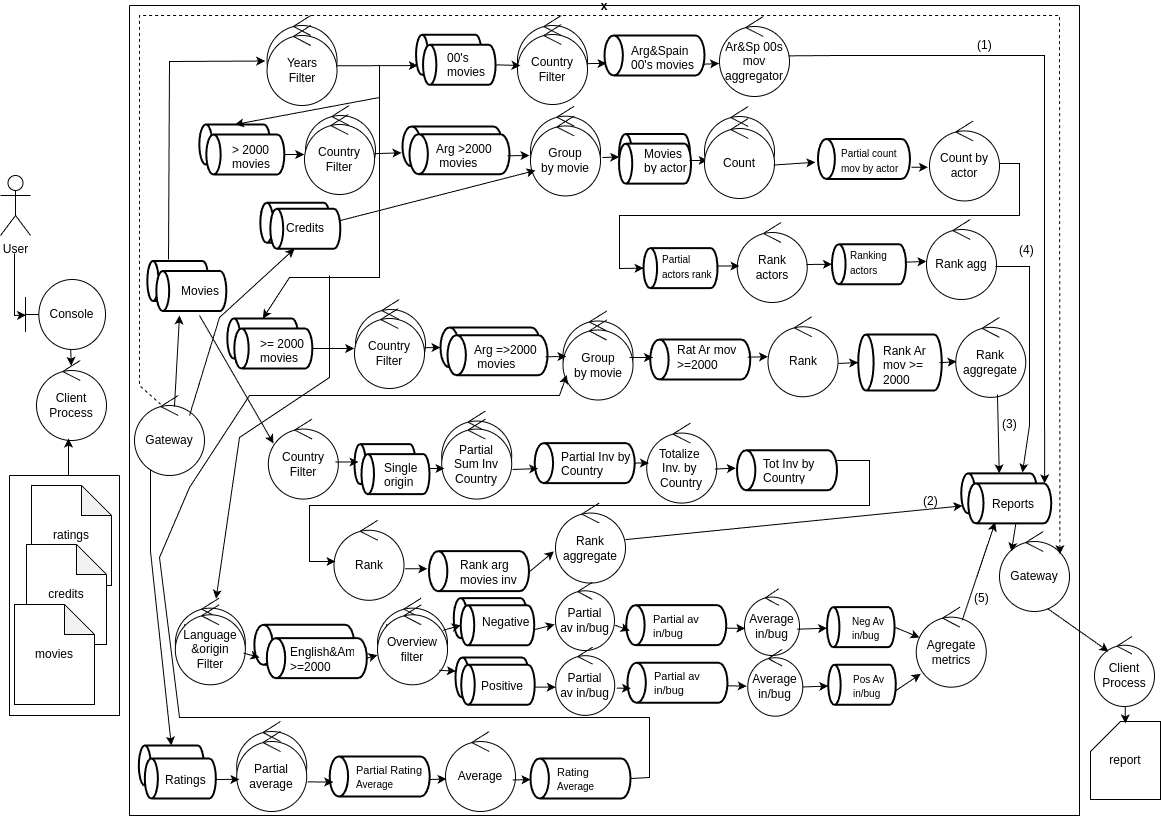 x
Years
Filter
00's
movies
Country
Filter
Arg&Spain
00's movies
Ar&Sp 00s
mov
aggregator
(1)
> 2000
movies
Country
Filter
Arg >2000
movies
Group
by movie
Movies
by actor
Count
Partial count
mov by actor
Count by
actor
User
Credits
Partial
actors rank
Rank
actors
Ranking
actors
Rank agg
(4)
Movies
Console
>= 2000
movies
Country
Filter
Arg =>2000
movies
Group
by movie
Rat Ar mov
>=2000
Rank
Rank Ar
mov >=
2000
Rank
aggregate
Client
Process
Gateway
(3)
Country
Filter
Single
origin
Partial
Sum Inv
Country
Partial Inv by
Country
Totalize
Inv. by
Country
Tot Inv by
Country
(2)
Reports
ratings
credits
movies
Rank
Rank arg
movies inv
Rank
aggregate
Gateway
(5)
Language
&origin
Filter
English&Am
>=2000
Overview
filter
Negative
Partial
av in/bug
Partial av
in/bug
Average
in/bug
Neg Av
in/bug
Positive
Partial
av in/bug
Partial av
in/bug
Average
in/bug
Pos Av
in/bug
Agregate
metrics
Client
Process
report
Ratings
Partial
average
Partial Rating
Average
Average
Rating
Average